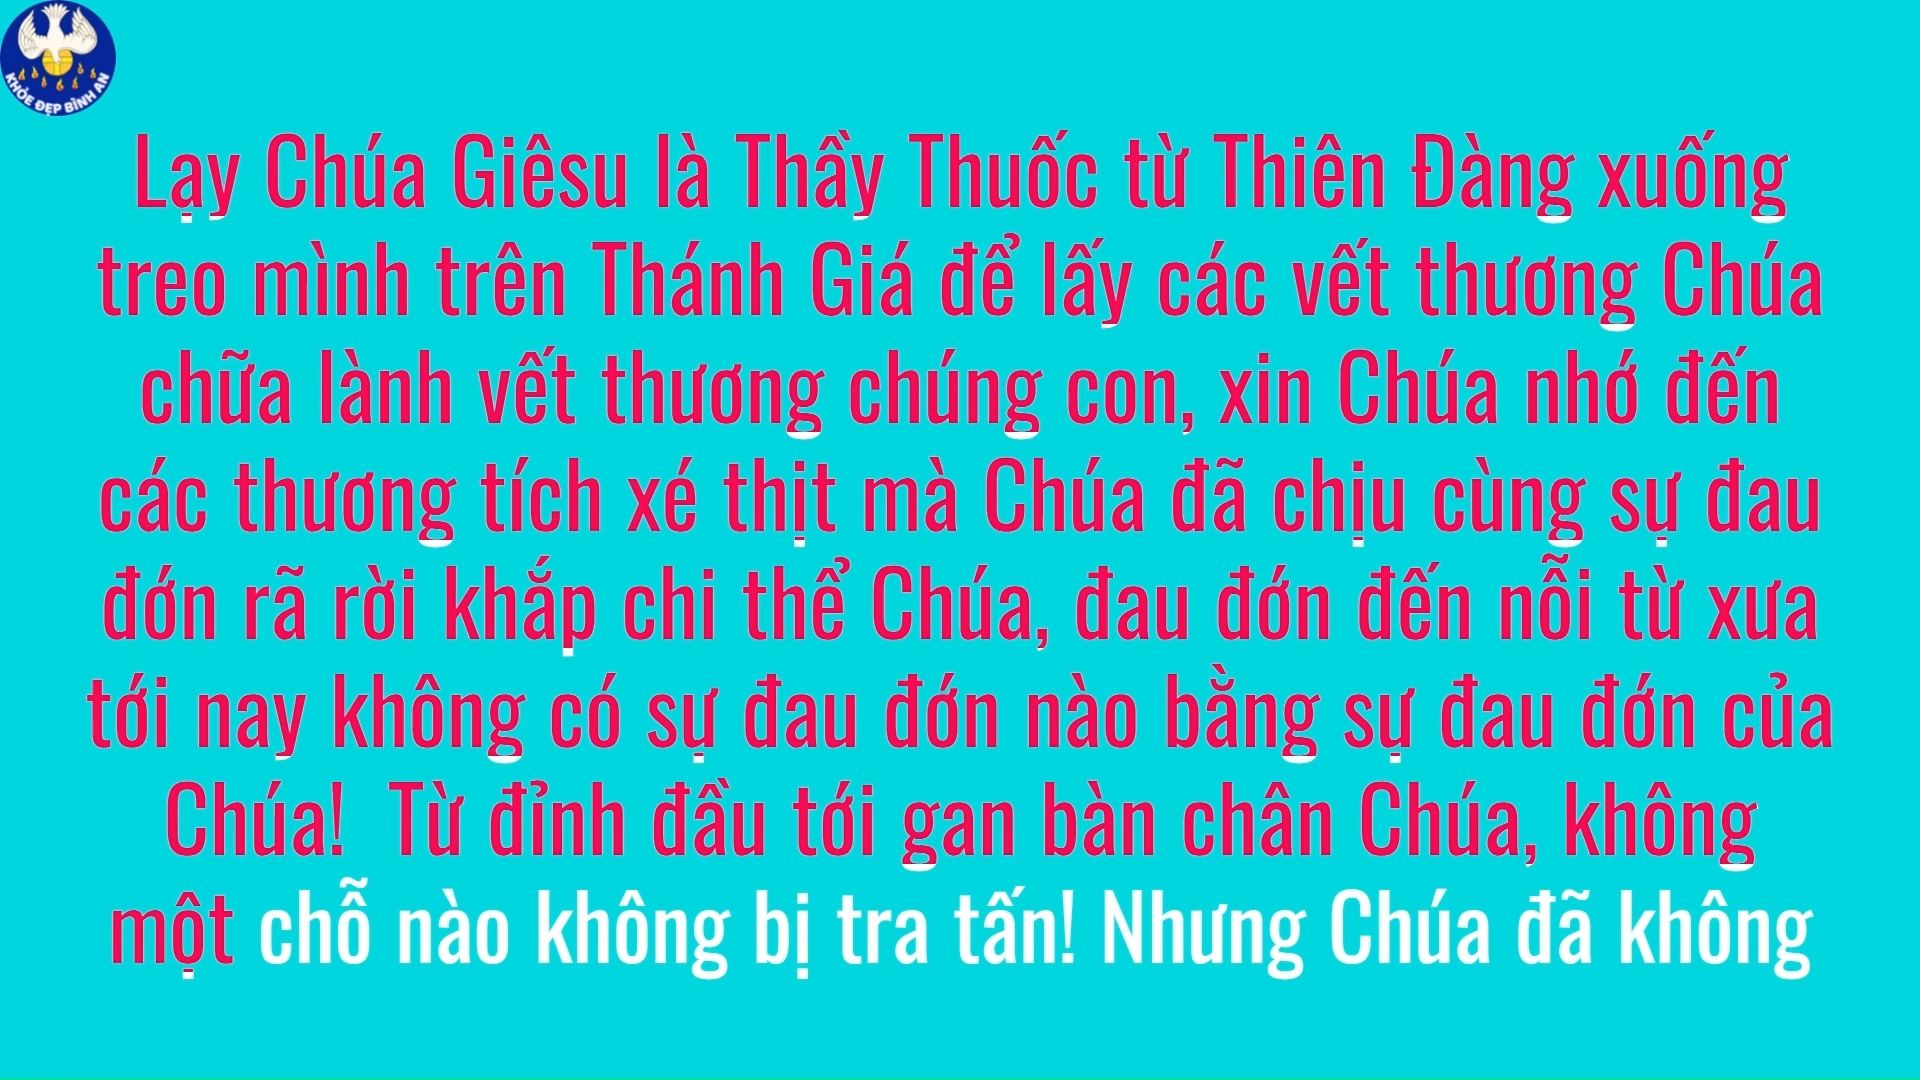 KHỎE ĐẸP BÌNH AN
Lạy Chúa Giêsu là Thầy Thuốc từ Thiên Đàng xuống
treo mình trên Thánh Giá để lấy các vết thương Chúa
chữa lành vết thương chúng con, xin Chúa nhớ đến
các thương tích xé thịt mà Chúa đã chịu cùng sự đau
đớn rã rời khắp chi thể Chúa, đau đớn đến nỗi từ xưa
tới nay không có sự đau đớn nào bằng sự đau đớn của
Chúa!  Từ đỉnh đầu tới gan bàn chân Chúa, không
một chỗ nào không bị tra tấn! Nhưng Chúa đã không